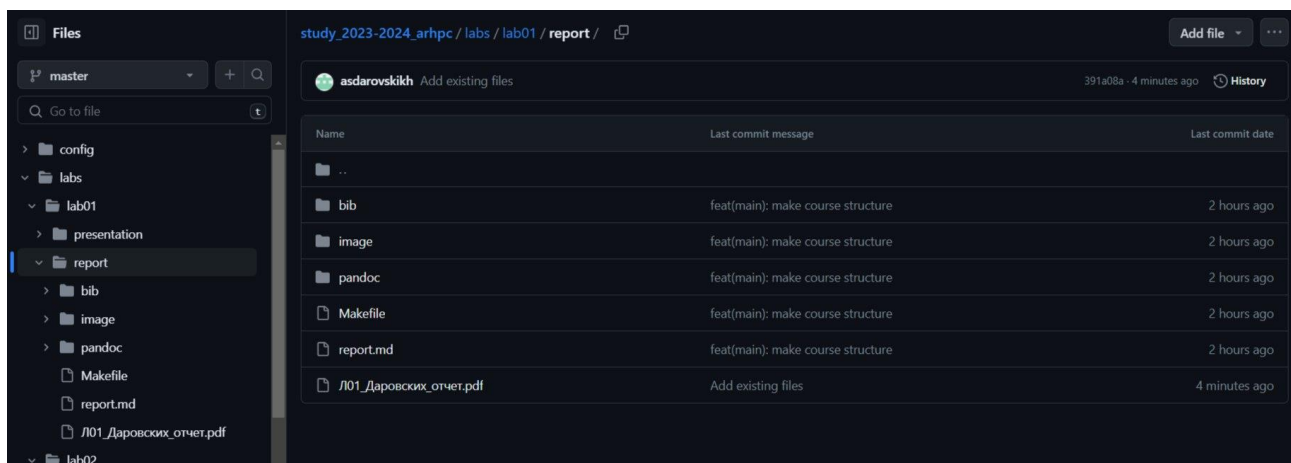 Files
master
Go to file
t
config
labs
lab01
presentation
report
bib
image
pandoc
Makefile
report.md
Л01_Даровских_отчет.pdf
lab02
study_2023-2024_arhpc / labs / lab01 / report /
Add file
asdarovskikh Add existing files
391a08a · 4 minutes ago History
Name Last commit message Last commit date
..
bib feat(main): make course structure 2 hours ago
image feat(main): make course structure 2 hours ago
pandoc feat(main): make course structure 2 hours ago
Makefile feat(main): make course structure 2 hours ago
report.md feat(main): make course structure 2 hours ago
Л01_Даровских_отчет.pdf Add existing files 4 minutes ago